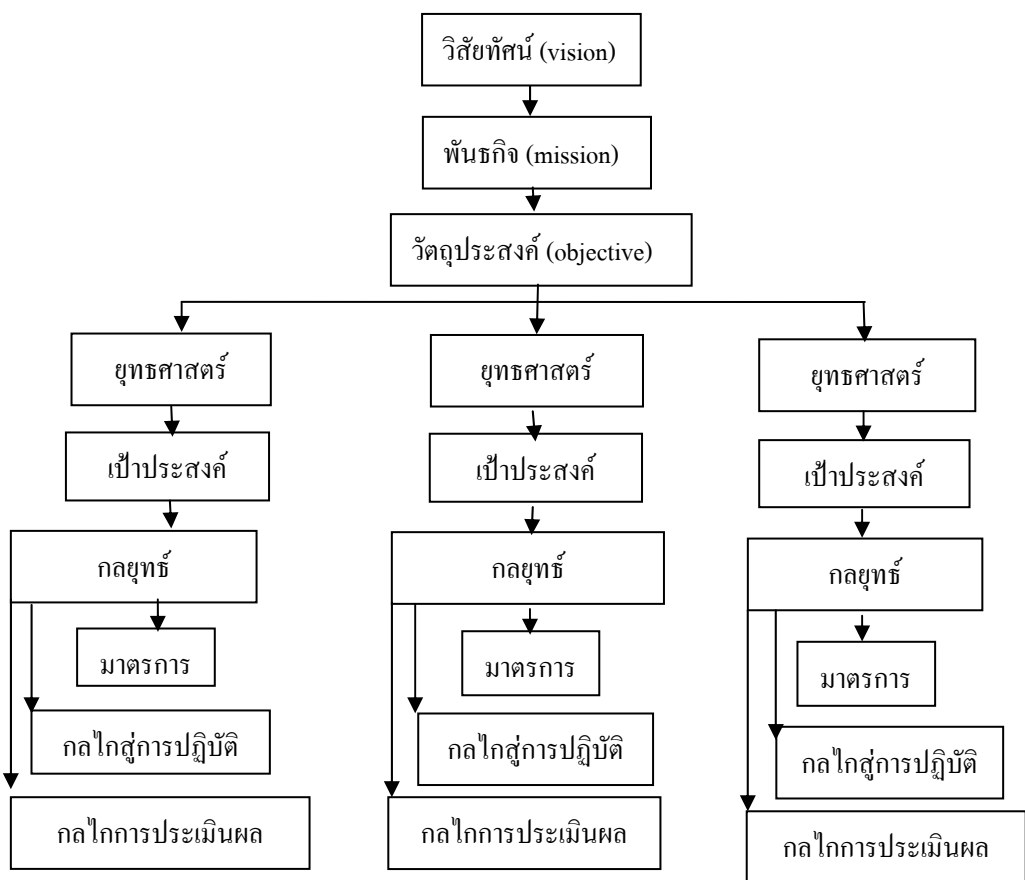 วิสัยทัศน์ (vision)
พันธกิจ (mission)
วัตถุประสงค์ (objective)
ยุทธศาสตร์
ยุทธศาสตร์
ยุทธศาสตร์
เป้าประสงค์
เป้าประสงค์
เป้าประสงค์
กลยุทธ์
กลยุทธ์
กลยุทธ์
มาตรการ
มาตรการ
มาตรการ
กลไกสู่การปฏิบัติ
กลไกสู่การปฏิบัติ
กลไกสู่การปฏิบัติ
กลไกการประเมินผล
กลไกการประเมินผล
กลไกการประเมินผล